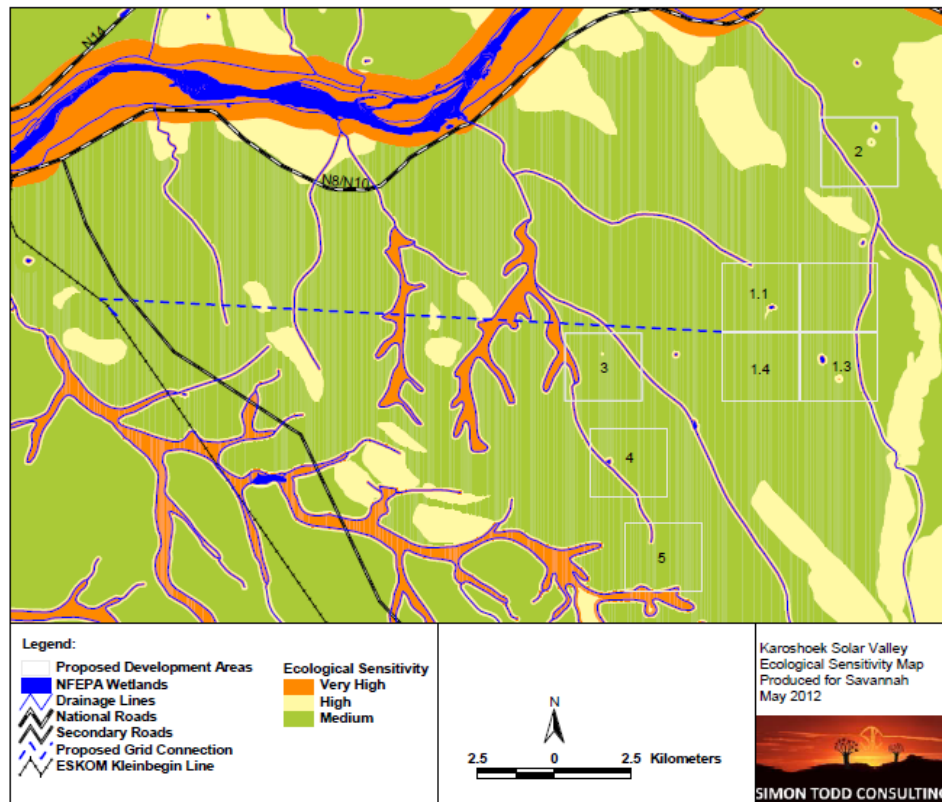 N14
N8/N10
2
1.1
1.4
1.3
3
4
5
Legend:
Proposed Development Areas
NFEPA Wetlands
Drainage Lines
National Roads
Secondary Roads
Proposed Grid Connection
ESKOM Kleinbegin Line
Ecological Sensitivity
Very High
High
Medium
N
2.5 0 2.5 Kilometers
Karoshoek Solar Valley
Ecological Sensitivity Map
Produced for Savannah
May 2012
SIMON TODD CONSULTING